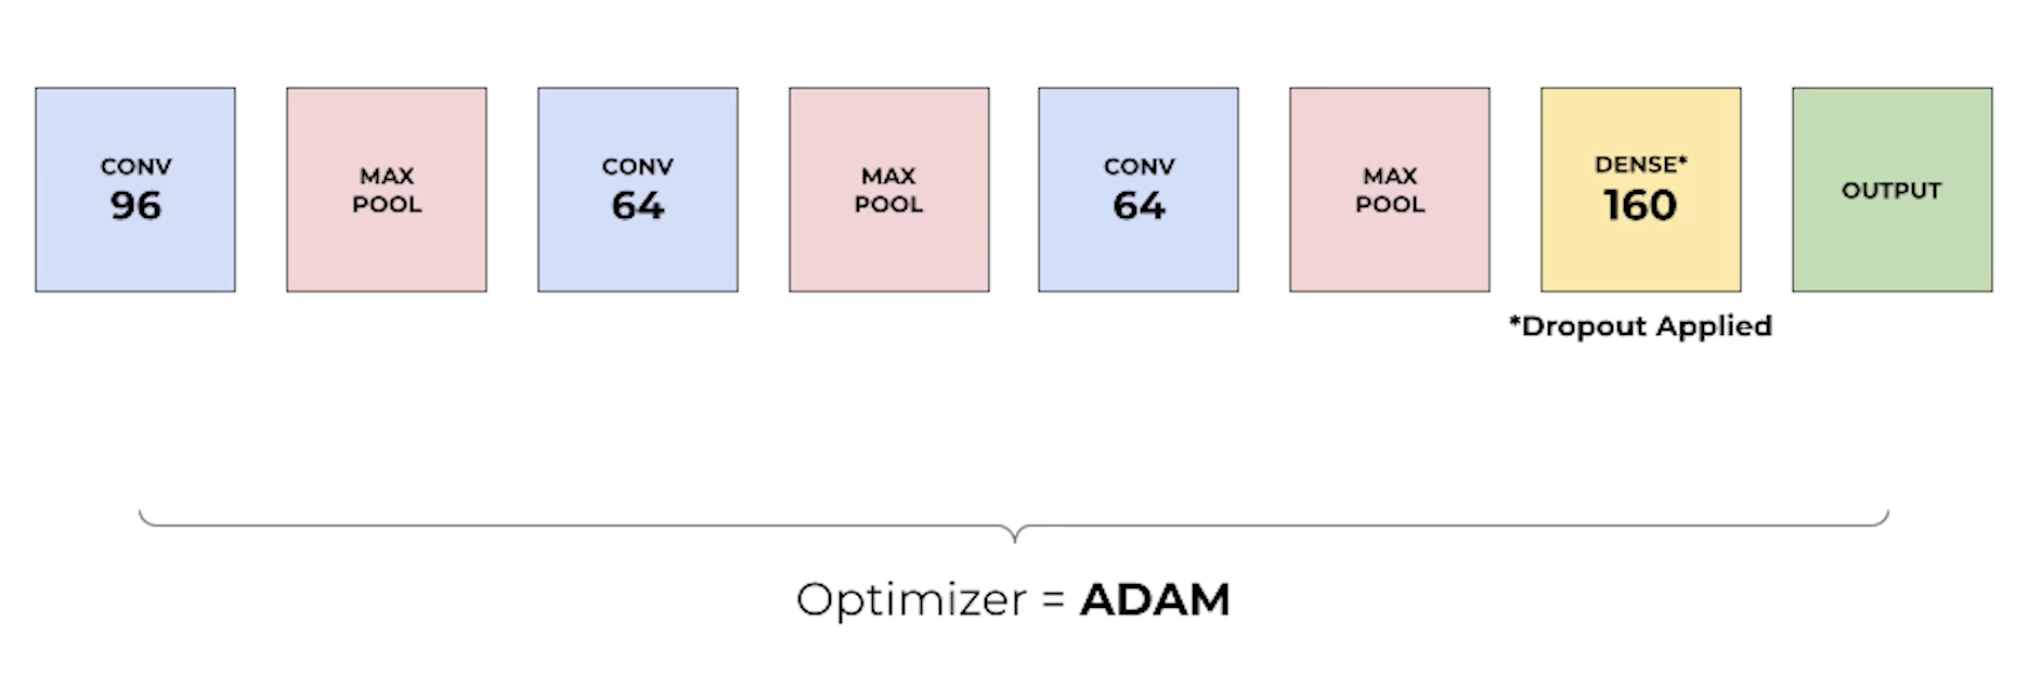 CONV
96
MAX
POOL
CONV
64
MAX
POOL
CONV
64
MAX
POOL
DENSE*
160
OUTPUT
*Dropout Applied
Optimizer = ADAM